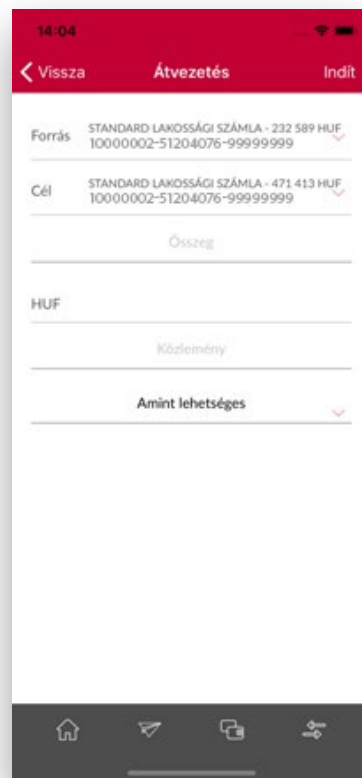 14:04
Vissza Átvezetés Indít
Forrás STANDARD LAKOSSÁGI SZÁMLA - 232 589 HUF
10000002-51204076-99999999
Cél STANDARD LAKOSSÁGI SZÁMLA - 471 413 HUF
10000002-51204076-99999999
Összeg
HUF
Közlemény
Amint lehetséges